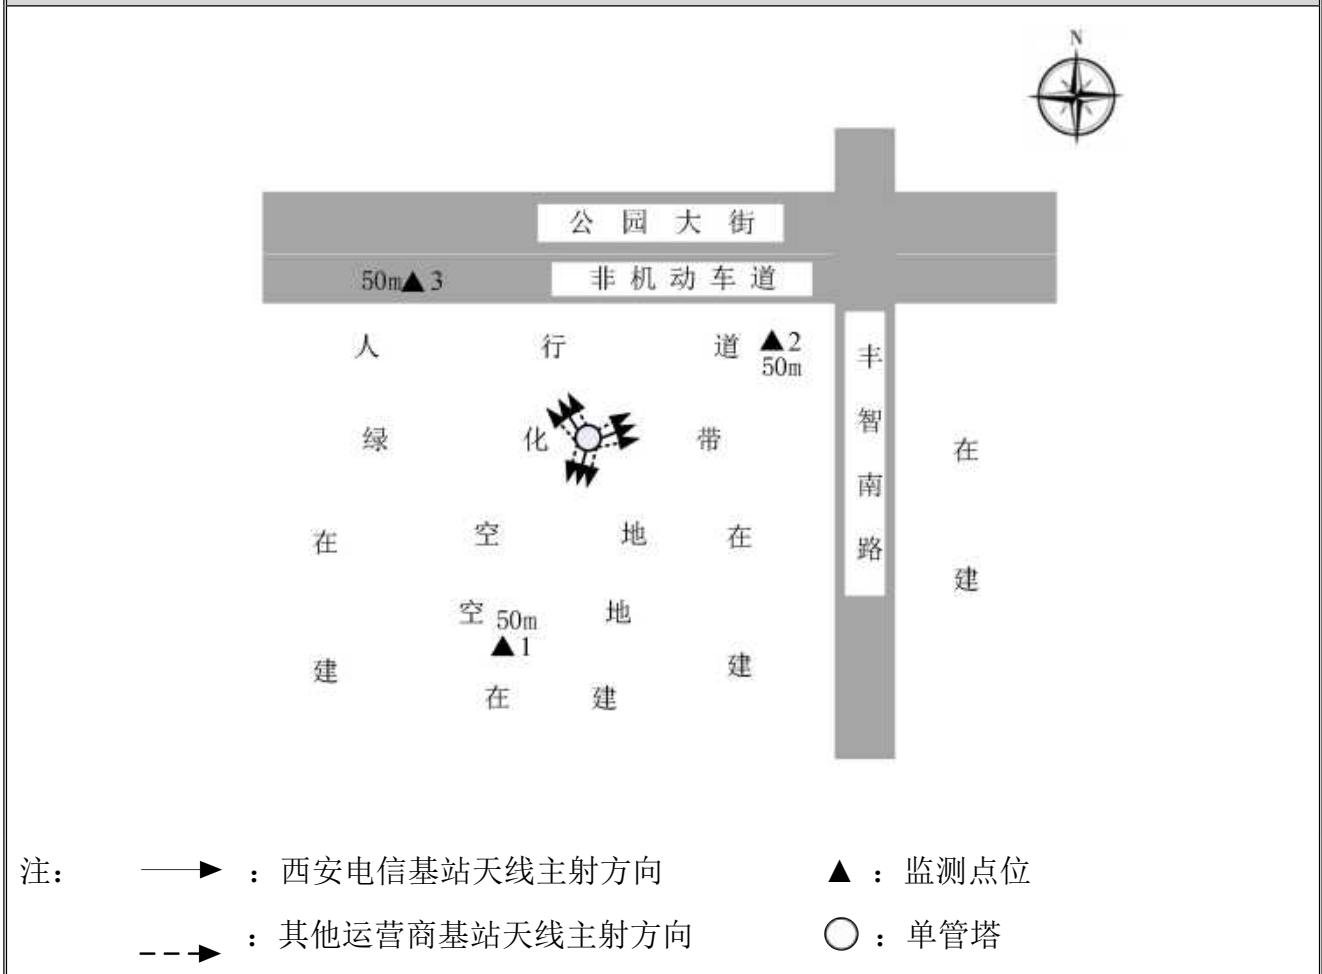 N
公园大街
50m▲3 非机动车道
人行道 ▲2
50m
丰智南路
绿化带
在建
在建
空地
在建
空地
50m
▲1
在建
注： ：西安电信基站天线主射方向 ▲：监测点位
：其他运营商基站天线主射方向 ：单管塔